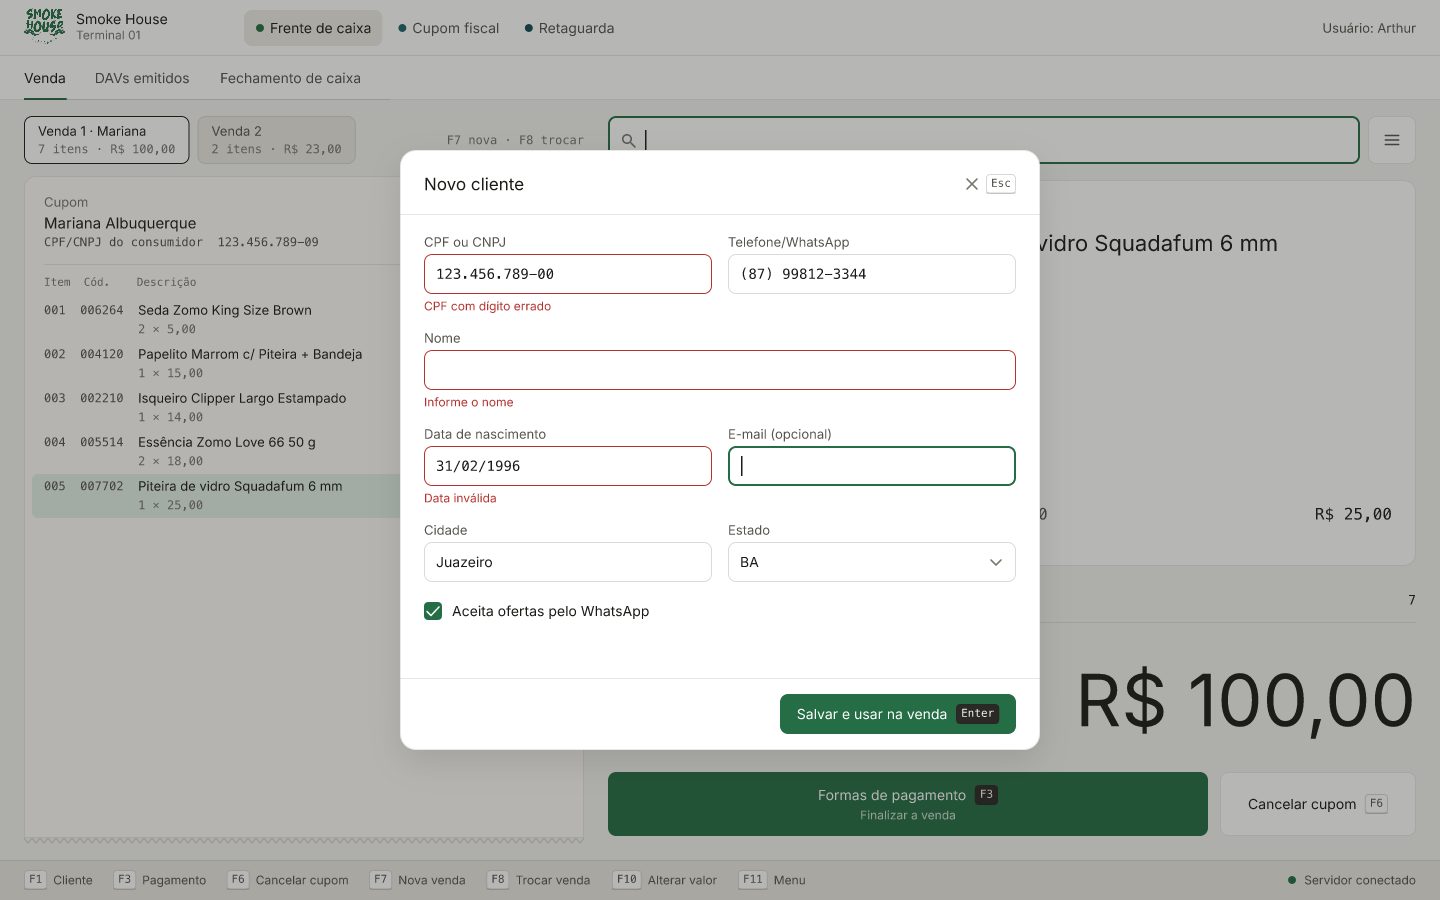 SMOKE HOUSE
Smoke House
Terminal 01
Frente de caixa
Cupom fiscal
Retaguarda
Usuário: Arthur
Venda
DAVs emitidos
Fechamento de caixa
Venda 1 · Mariana
7 itens · R$ 100,00
Venda 2
2 itens · R$ 23,00
F7 nova · F8 trocar
Cupom
Mariana Albuquerque
CPF/CNPJ do consumidor 123.456.789-09
Item Cód. Descrição
001 006264 Seda Zomo King Size Brown
2 × 5,00
002 004120 Papelito Marrom c/ Piteira + Bandeja
1 × 15,00
003 002210 Isqueiro Clipper Largo Estampado
1 × 14,00
004 005514 Essência Zomo Love 66 50 g
2 × 18,00
005 007702 Piteira de vidro Squadafum 6 mm
1 × 25,00
Novo cliente
Esc
CPF ou CNPJ
123.456.789-00
CPF com dígito errado
Telefone/WhatsApp
(87) 99812-3344
Nome
Informe o nome
Data de nascimento
31/02/1996
Data inválida
E-mail (opcional)
Cidade
Juazeiro
Estado
BA
Aceita ofertas pelo WhatsApp
Salvar e usar na venda Enter
vidro Squadafum 6 mm
0 R$ 25,00
7
R$ 100,00
Formas de pagamento F3
Finalizar a venda
Cancelar cupom F6
F1 Cliente
F3 Pagamento
F6 Cancelar cupom
F7 Nova venda
F8 Trocar venda
F10 Alterar valor
F11 Menu
Servidor conectado